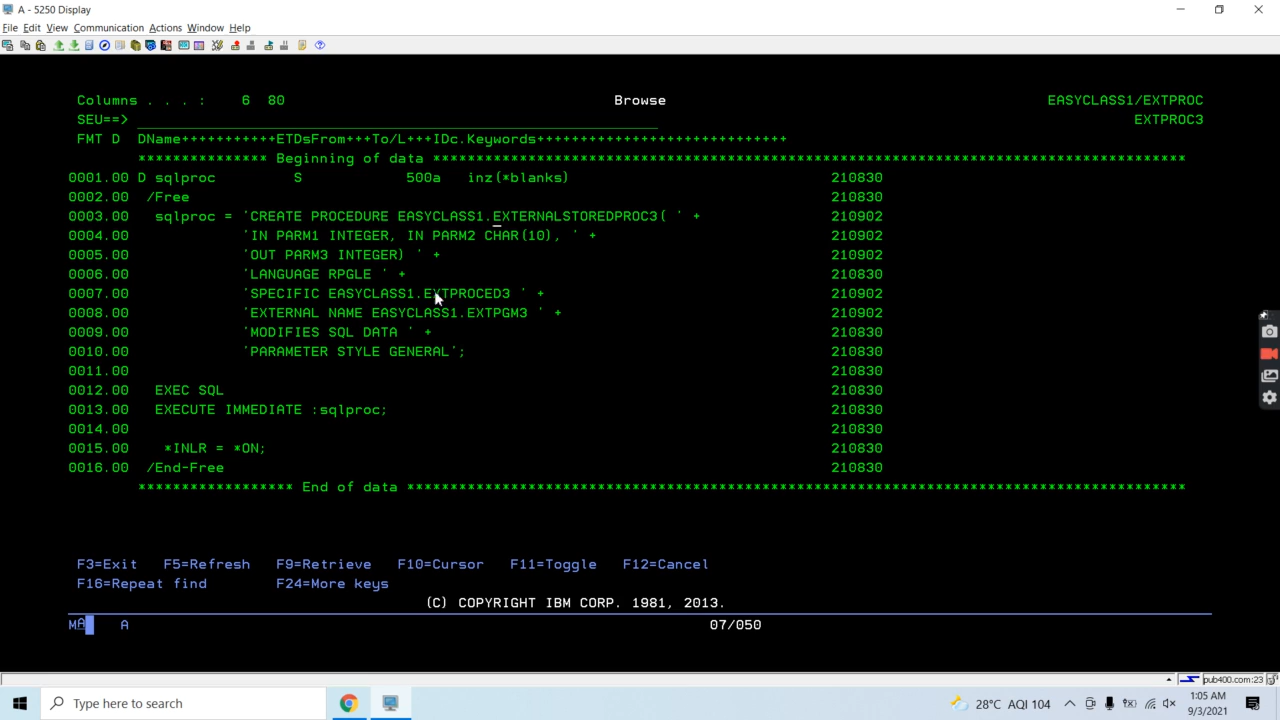 A - 5250 Display
File Edit View Communication Actions Window Help
Columns . . . : 6 80 Browse EASYCLASS1/EXTPROC
SEU==> EXTPROC3
FMT D DName+++++++++++ETDsFrom+++To/L+++IDc.Keywords+++++++++++++++++++++++++++++
*************** Beginning of data ***************************************************************************************
0001.00 D sqlproc S 500a inz(*blanks) 210830
0002.00 /Free 210830
0003.00 sqlproc = 'CREATE PROCEDURE EASYCLASS1.EXTERNALSTOREDPROC3( ' + 210902
0004.00 'IN PARM1 INTEGER, IN PARM2 CHAR(10), ' + 210902
0005.00 'OUT PARM3 INTEGER) ' + 210902
0006.00 'LANGUAGE RPGLE ' + 210830
0007.00 'SPECIFIC EASYCLASS1.EXTPROCED3 ' + 210902
0008.00 'EXTERNAL NAME EASYCLASS1.EXTPGM3 ' + 210902
0009.00 'MODIFIES SQL DATA ' + 210830
0010.00 'PARAMETER STYLE GENERAL'; 210830
0011.00 210830
0012.00 EXEC SQL 210830
0013.00 EXECUTE IMMEDIATE :sqlproc; 210830
0014.00 210830
0015.00 *INLR = *ON; 210830
0016.00 /End-Free 210830
****************** End of data ******************************************************************************************
F3=Exit F5=Refresh F9=Retrieve F10=Cursor F11=Toggle F12=Cancel
F16=Repeat find F24=More keys
(C) COPYRIGHT IBM CORP. 1981, 2013.
MA A 07/050
pub400.com:23
Type here to search 28°C AQI 104 1:05 AM
9/3/2021